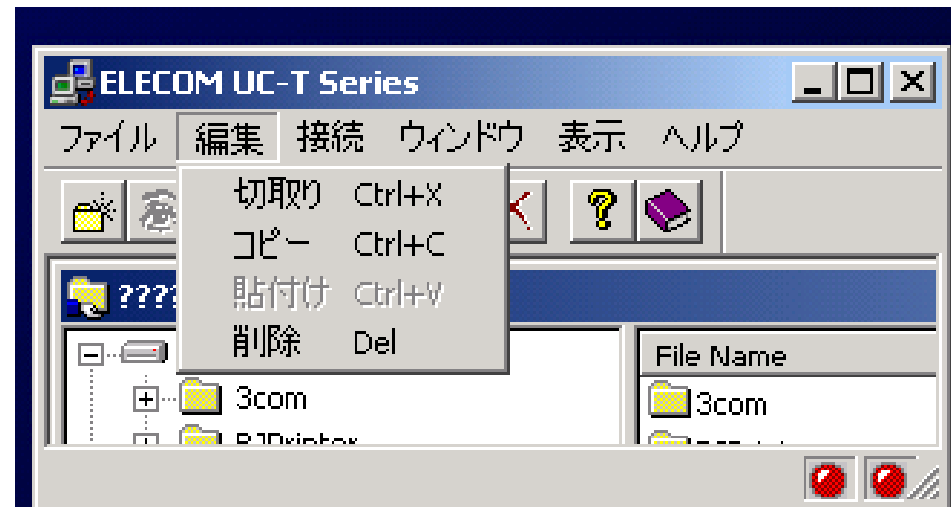 ELECOM UC-T Series
ファイル 編集 接続 ウィンドウ 表示 ヘルプ
切取り Ctrl+X
コピー Ctrl+C
貼付け Ctrl+V
削除 Del
????
File Name
3com
3com
BJPrinter